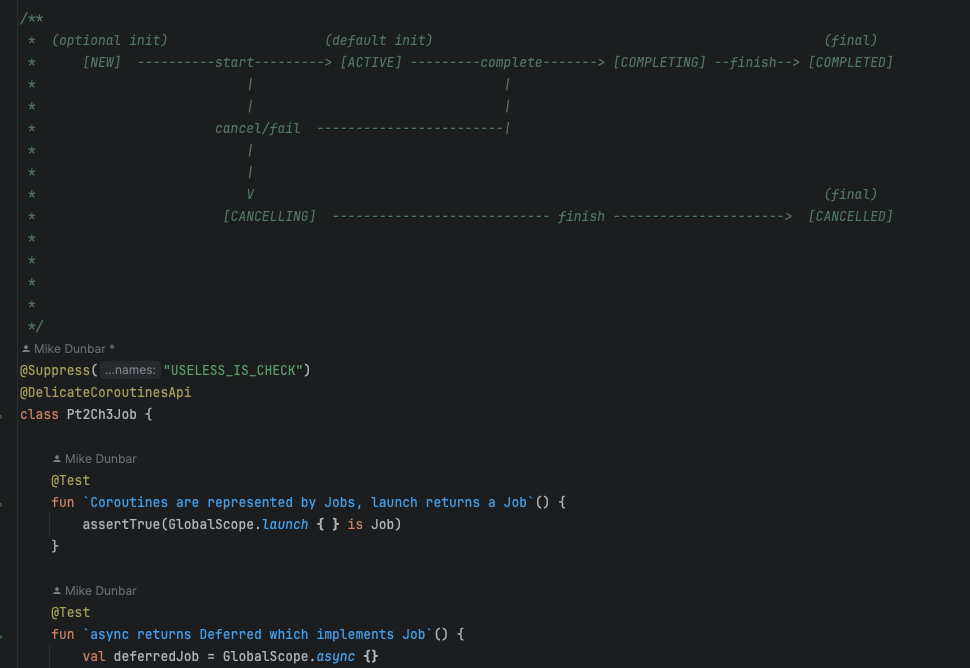 /**
 *  (optional init)                    (default init)                                                  (final)
 *      [NEW]  ----------start---------> [ACTIVE] ---------complete-------> [COMPLETING] --finish--> [COMPLETED]
 *                           |                                |
 *                           |                                |
 *                       cancel/fail  ------------------------|
 *                           |
 *                           |
 *                           V                                                                         (final)
 *                        [CANCELLING]  ---------------------------- finish ---------------------->  [CANCELLED]
 *
 *
 *
 *
 */
Mike Dunbar *
@Suppress( ...names: "USELESS_IS_CHECK")
@DelicateCoroutinesApi
class Pt2Ch3Job {
    Mike Dunbar
    @Test
    fun `Coroutines are represented by Jobs, launch returns a Job`() {
        assertTrue(GlobalScope.launch { } is Job)
    }
    Mike Dunbar
    @Test
    fun `async returns Deferred which implements Job`() {
        val deferredJob = GlobalScope.async {}